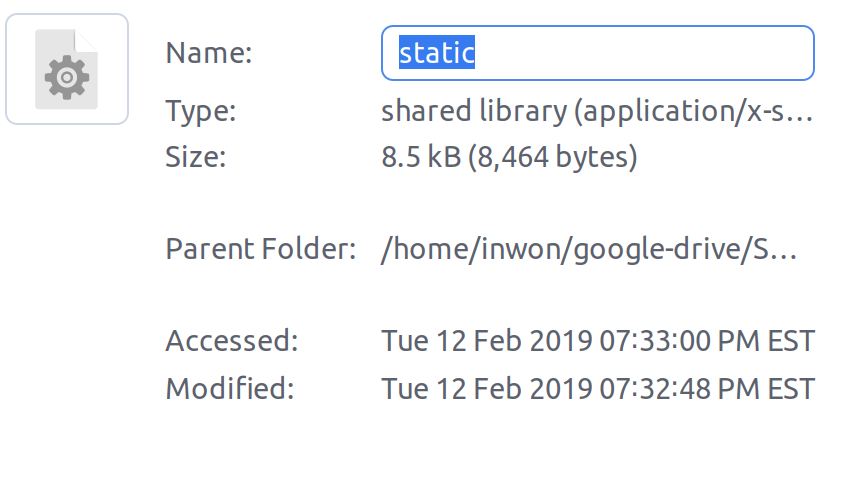 Name: static
Type: shared library (application/x-s...
Size: 8.5 kB (8,464 bytes)
Parent Folder: /home/inwon/google-drive/S...
Accessed: Tue 12 Feb 2019 07:33:00 PM EST
Modified: Tue 12 Feb 2019 07:32:48 PM EST